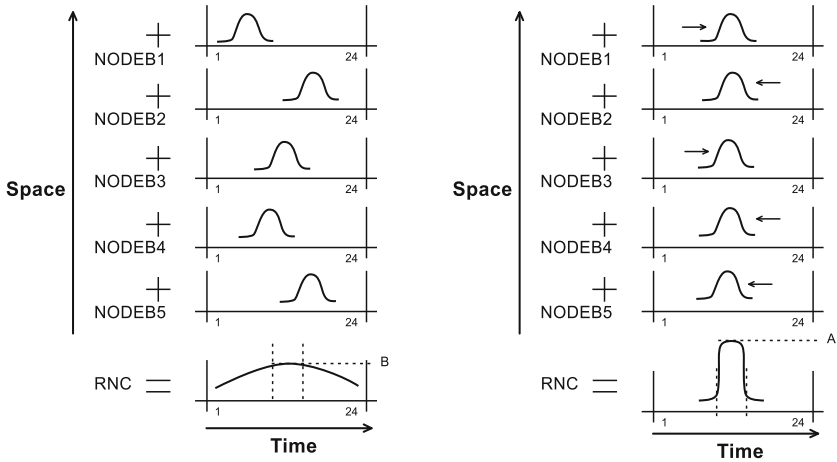 NODEB1
1 24
NODEB2
1 24
NODEB3
1 24
Space
NODEB4
1 24
NODEB5
1 24
RNC
B
1 24
Time
NODEB1
1 24
NODEB2
1 24
NODEB3
1 24
Space
NODEB4
1 24
NODEB5
1 24
A
RNC
1 24
Time